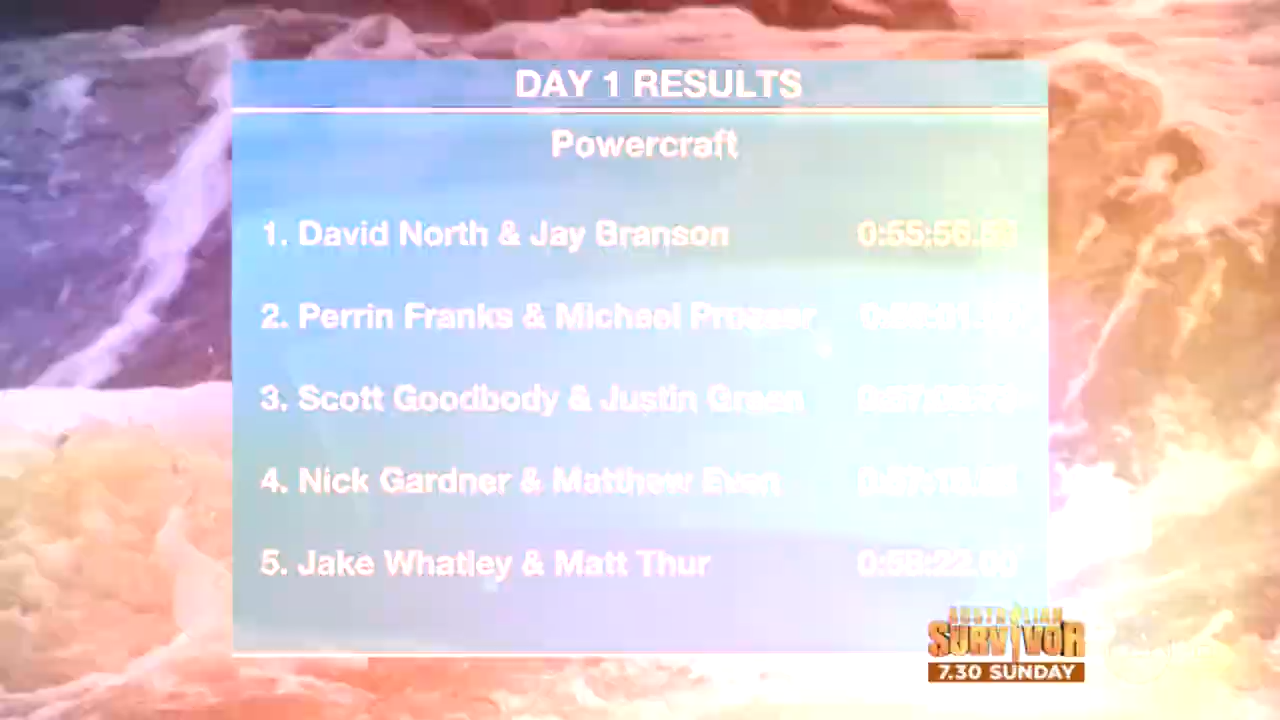 DAY 1 RESULTS
Powercraft
1. David North & Jay Branson
2. Perrin Franks & Michael
3. Scott Goodbody & Justin Green
4. Nick Gardner & Matthew Even
5. Jake Whatley & Matt Thur 0:58:22.00
AUSTRALIAN
SURVIVOR
7.30 SUNDAY